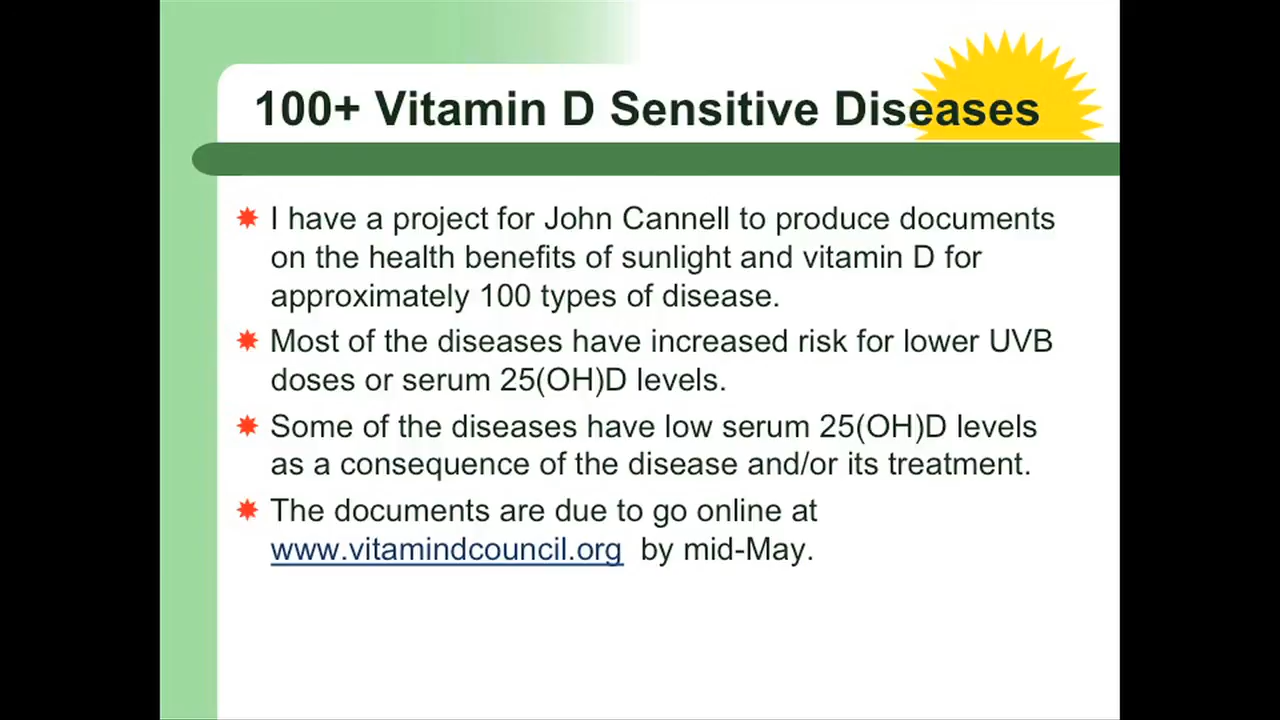 100+ Vitamin D Sensitive Diseases
I have a project for John Cannell to produce documents
on the health benefits of sunlight and vitamin D for
approximately 100 types of disease.
Most of the diseases have increased risk for lower UVB
doses or serum 25(OH)D levels.
Some of the diseases have low serum 25(OH)D levels
as a consequence of the disease and/or its treatment.
The documents are due to go online at
www.vitamindcouncil.org by mid-May.